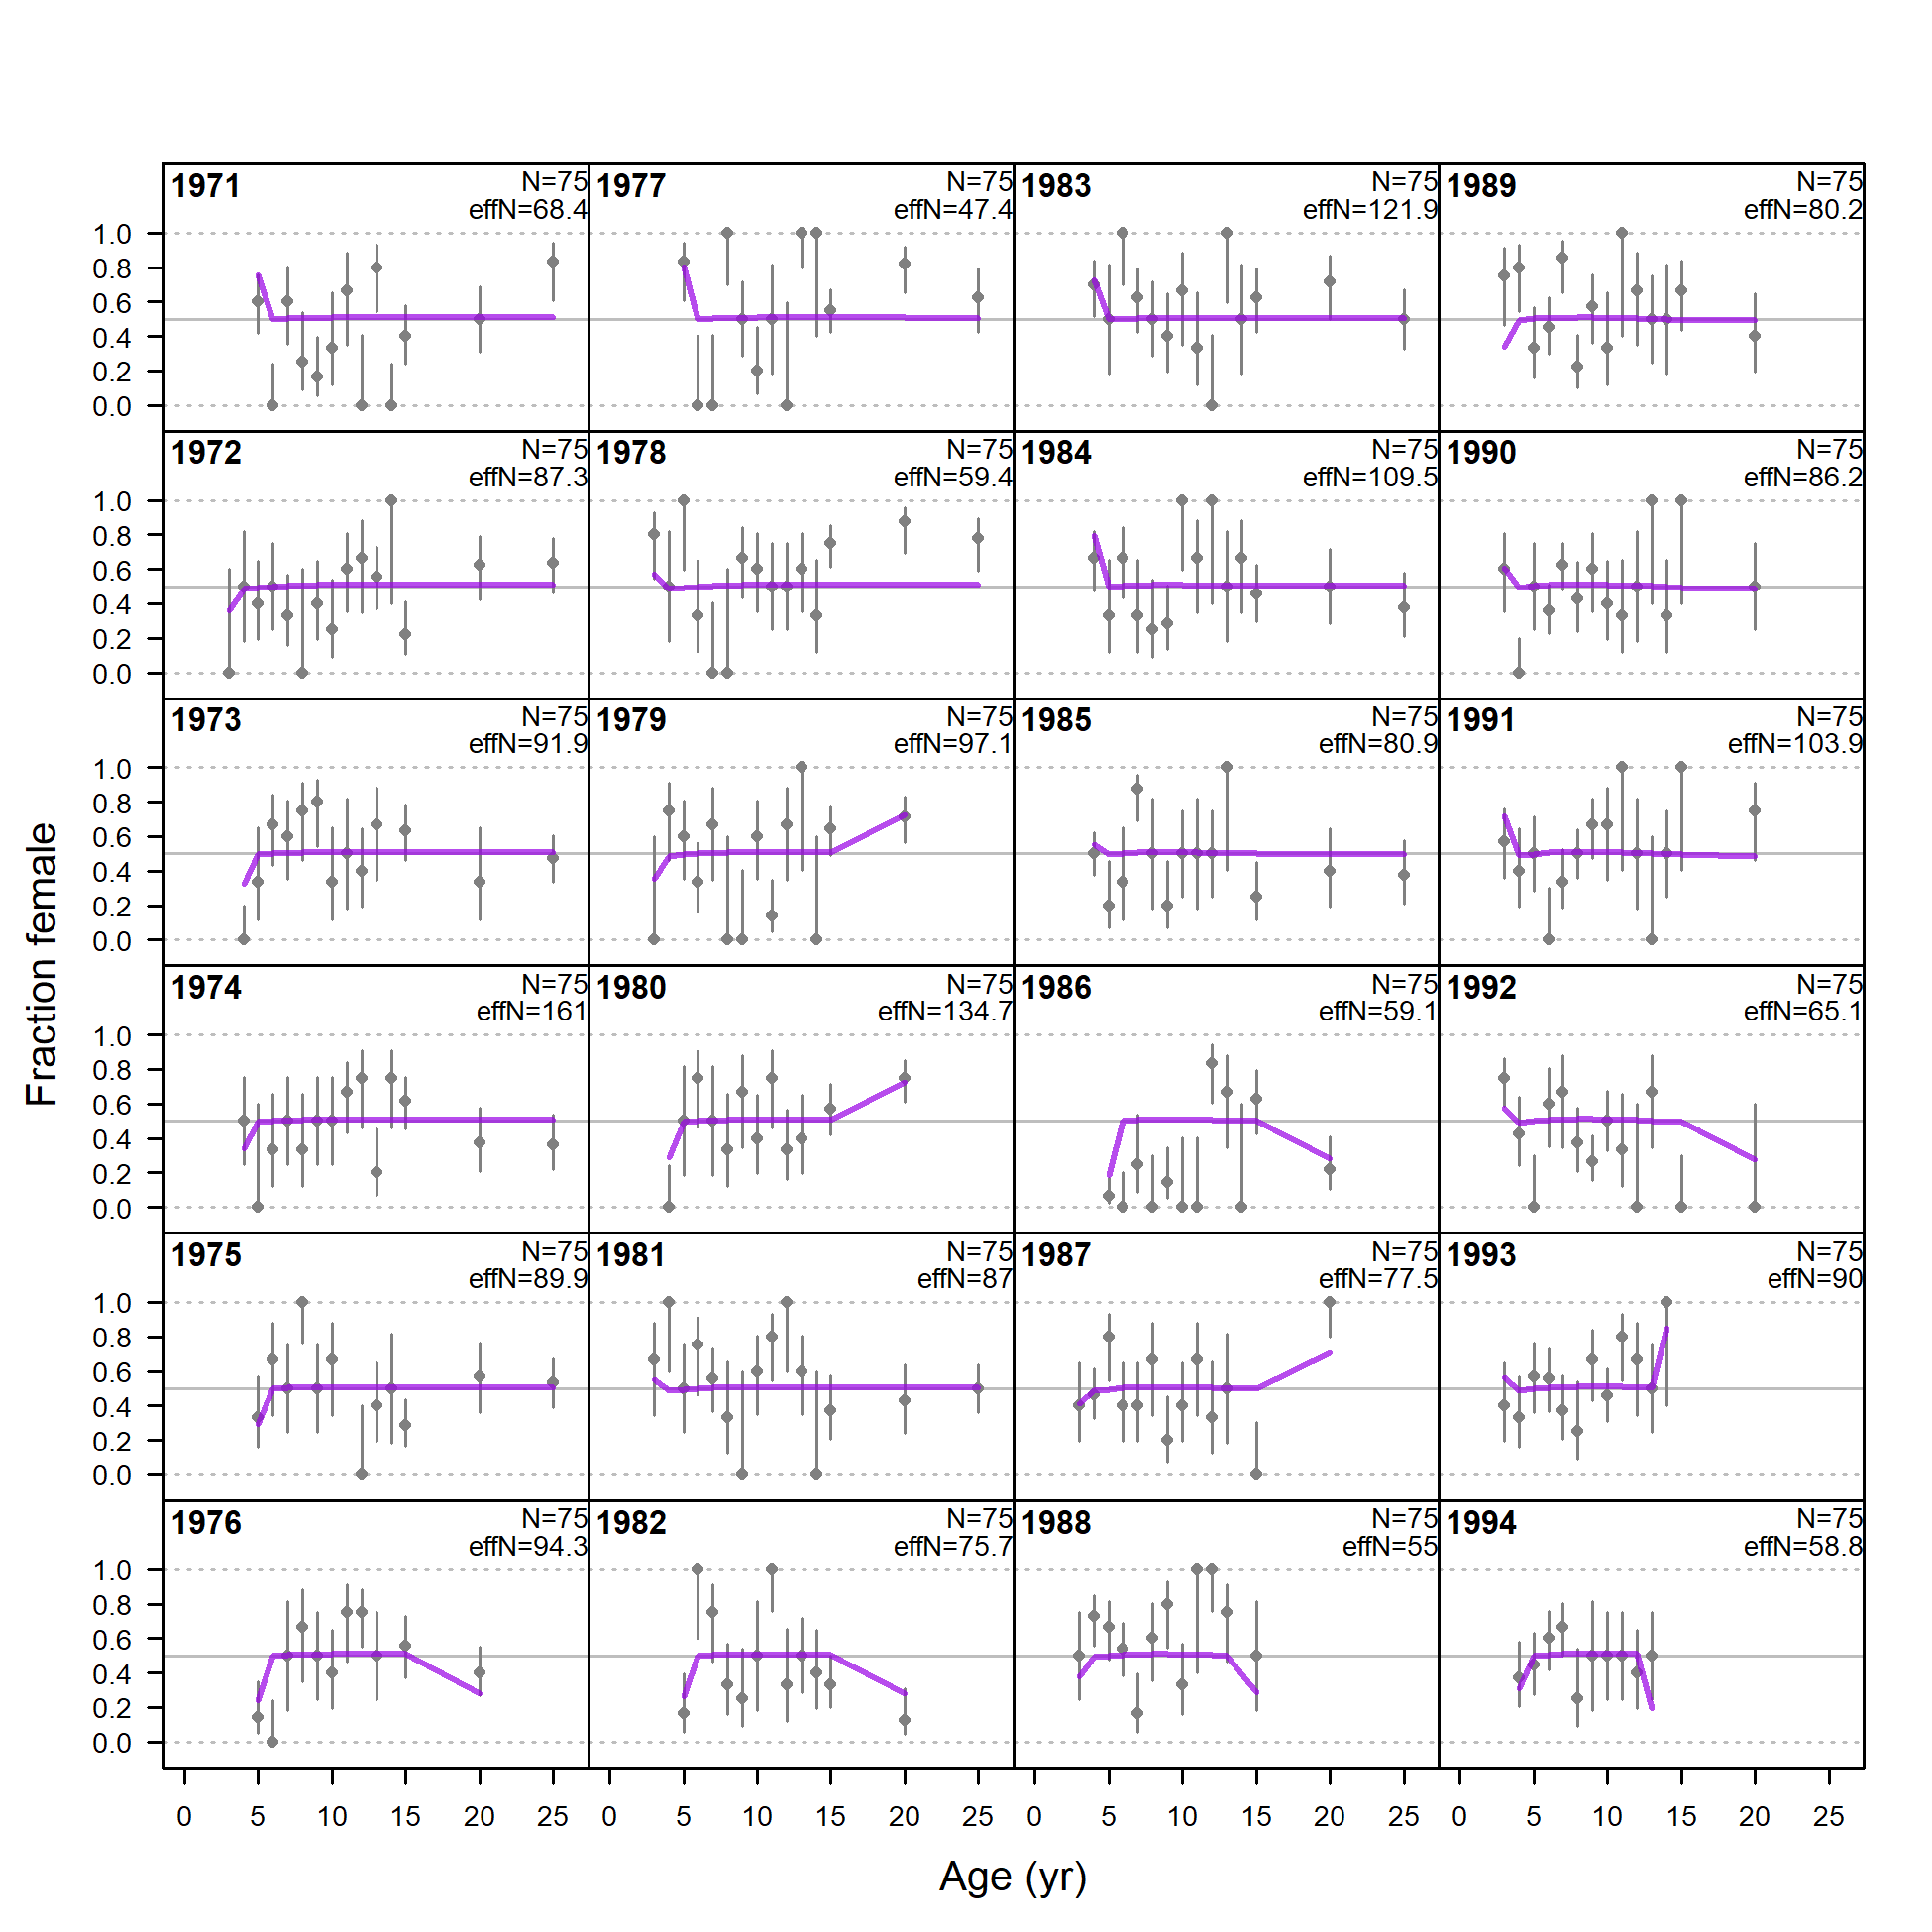 1971 N=75 1977 N=75 1983 N=75 1989 N=75
effN=68.4 effN=47.4 effN=121.9 effN=80.2
1.0
0.8
0.6
0.4
0.2
0.0
1972 N=75 1978 N=75 1984 N=75 1990 N=75
effN=87.3 effN=59.4 effN=109.5 effN=86.2
1.0
0.8
0.6
0.4
0.2
0.0
1973 N=75 1979 N=75 1985 N=75 1991 N=75
effN=91.9 effN=97.1 effN=80.9 effN=103.9
1.0
0.8
0.6
0.4
0.2
0.0
Fraction female
1974 N=75 1980 N=75 1986 N=75 1992 N=75
effN=161 effN=134.7 effN=59.1 effN=65.1
1.0
0.8
0.6
0.4
0.2
0.0
1975 N=75 1981 N=75 1987 N=75 1993 N=75
effN=89.9 effN=87 effN=77.5 effN=90
1.0
0.8
0.6
0.4
0.2
0.0
1976 N=75 1982 N=75 1988 N=75 1994 N=75
effN=94.3 effN=75.7 effN=55 effN=58.8
1.0
0.8
0.6
0.4
0.2
0.0
0 5 10 15 20 25 0 5 10 15 20 25 0 5 10 15 20 25 0 5 10 15 20 25
Age (yr)